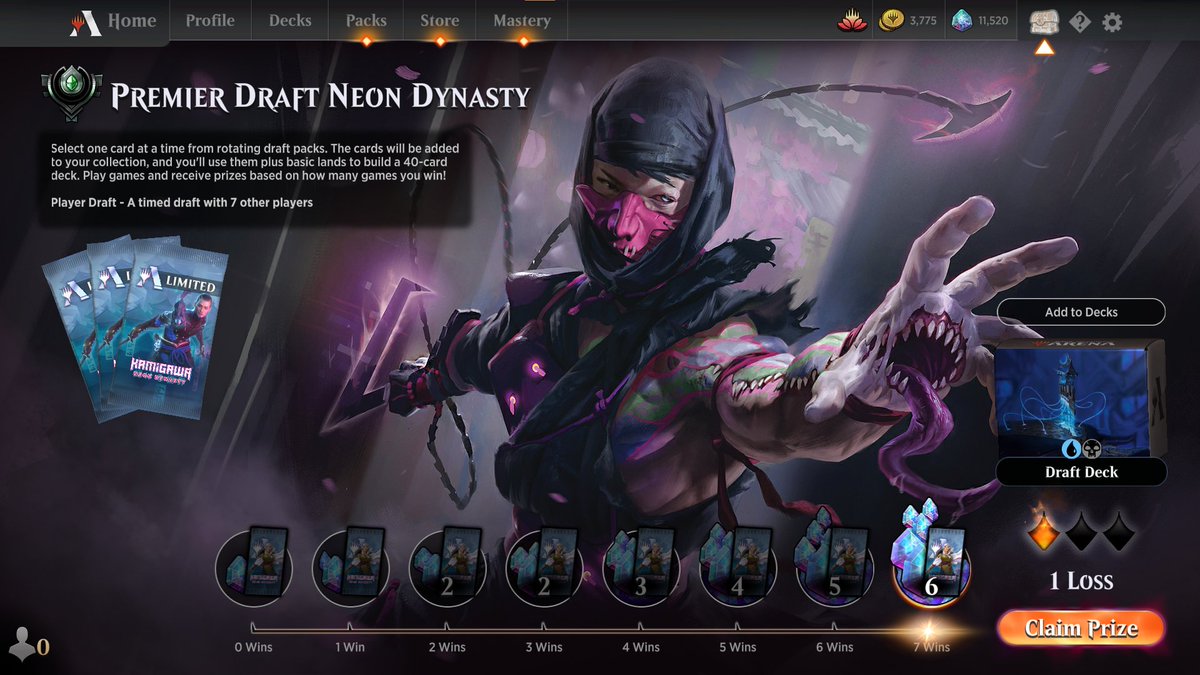 Home
Profile
Decks
Packs
Store
Mastery
3,775
11,520
PREMIER DRAFT NEON DYNASTY
Select one card at a time from rotating draft packs. The cards will be added
to your collection, and you'll use them plus basic lands to build a 40-card
deck. Play games and receive prizes based on how many games you win!
Player Draft - A timed draft with 7 other players
LIMITED
KAMIGAWA
NEON DYNASTY
Add to Decks
ARENA
Draft Deck
2
2
3
4
5
6
1 Loss
Claim Prize
0 Wins
1 Win
2 Wins
3 Wins
4 Wins
5 Wins
6 Wins
7 Wins
0